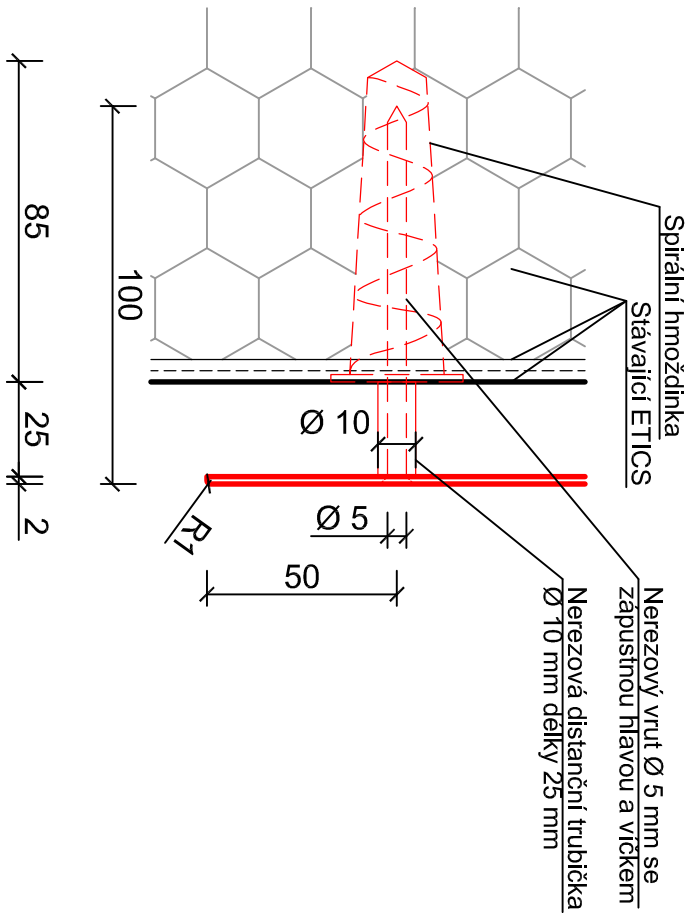 Spirální hmoždinka
Stávající ETICS
Nerezový vrut Ø 5 mm se
zápustnou hlavou a víčkem
Nerezová distanční trubička
Ø 10 mm délky 25 mm
85
25
2
100
Ø 10
Ø 5
50
R1